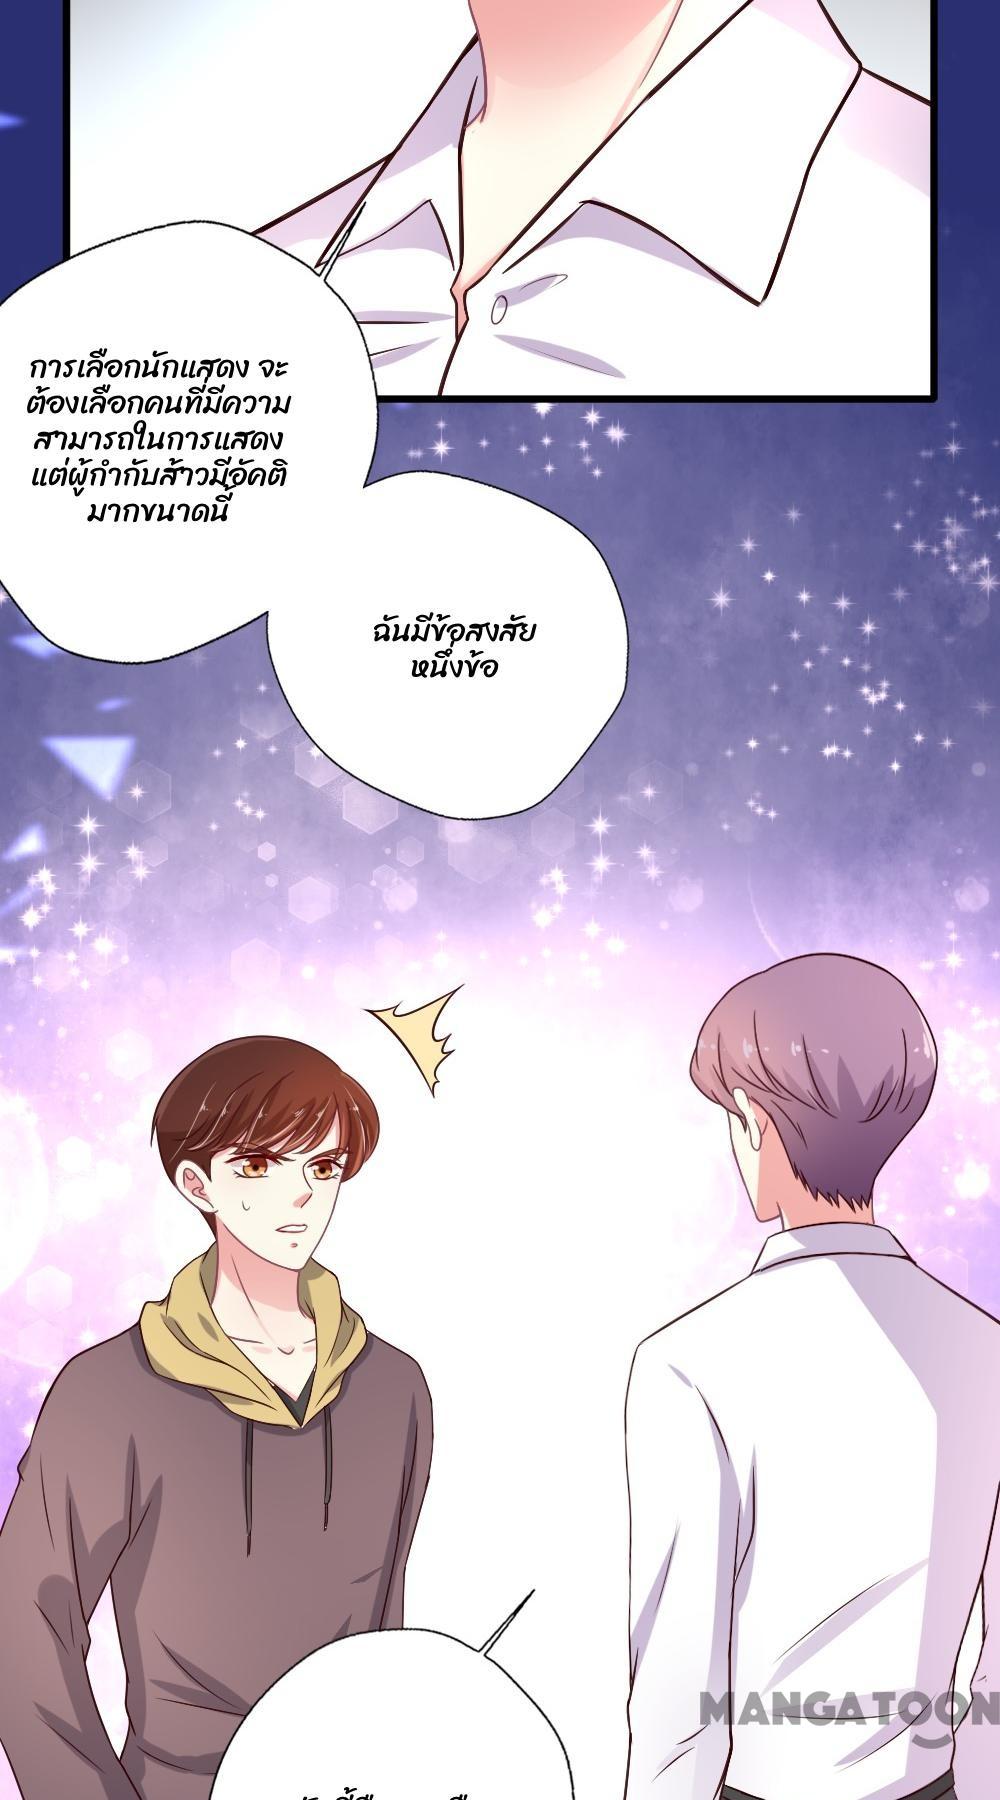 การเลือกนักแสดง จะ
ต้องเลือกคนที่มีความ
สามารถในการแสดง
แต่ผู้กำกับส้าวมีอัคติ
มากขนาดนี้
ฉันมีข้อสงสัย
หนึ่งข้อ
MANGATOON